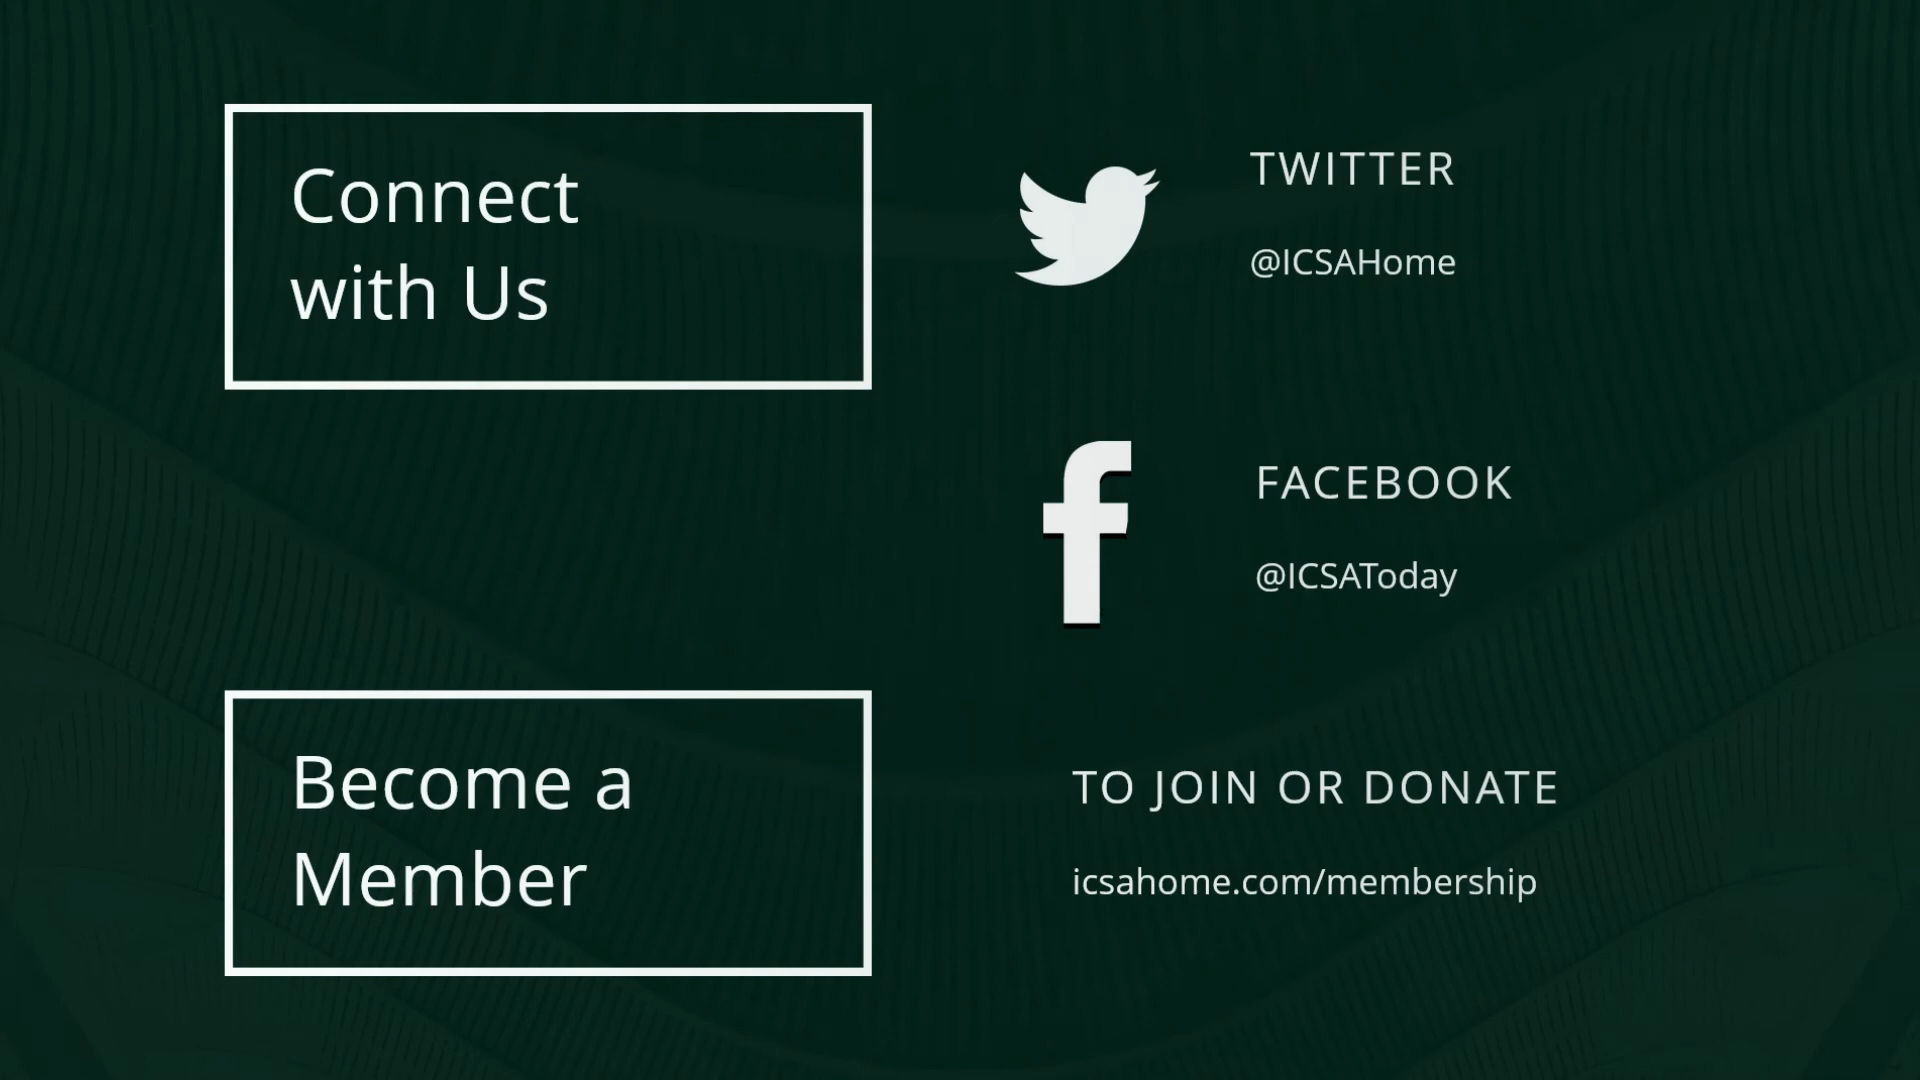 Connect
with Us
TWITTER
@ICSAHome
FACEBOOK
@ICSAToday
Become a
Member
TO JOIN OR DONATE
icsahome.com/membership